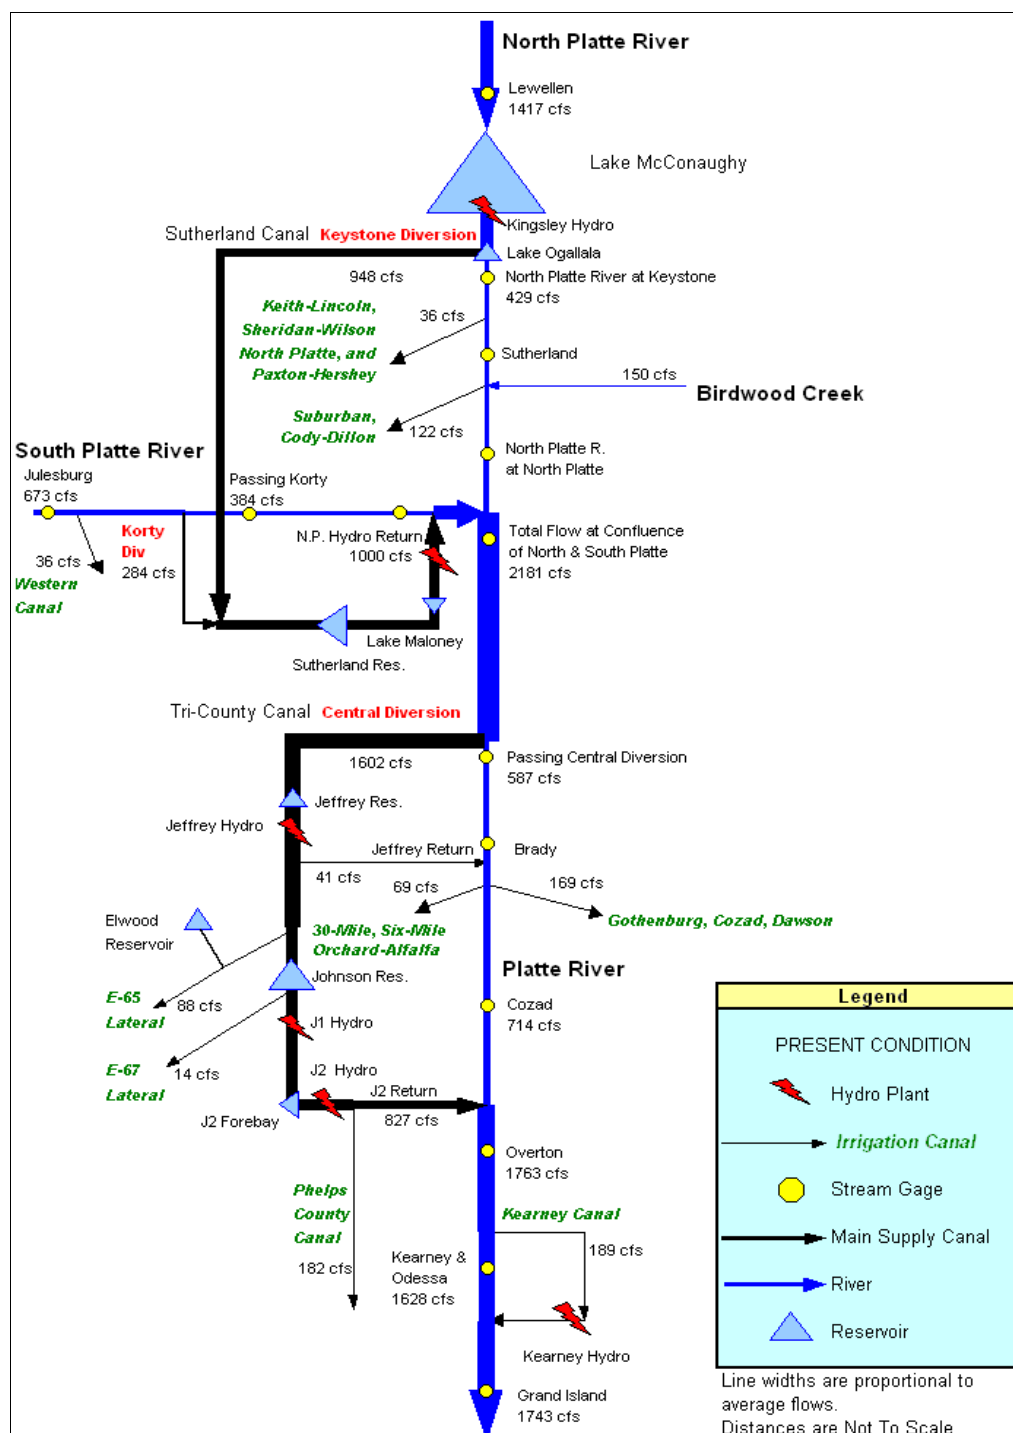 North Platte River
Lewellen
1417 cfs
Lake McConaughy
Kingsley Hydro
Sutherland Canal Keystone Diversion
Lake Ogallala
948 cfs
North Platte River at Keystone
429 cfs
Keith-Lincoln,
Sheridan-Wilson
North Platte, and
Paxton-Hershey
36 cfs
Sutherland
150 cfs
Birdwood Creek
Suburban,
Cody-Dillon
122 cfs
North Platte R.
at North Platte
South Platte River
Julesburg
673 cfs
Passing Korty
384 cfs
Korty
Div
284 cfs
36 cfs
Western
Canal
N.P. Hydro Return
1000 cfs
Total Flow at Confluence
of North & South Platte
2181 cfs
Lake Maloney
Sutherland Res.
Tri-County Canal Central Diversion
1602 cfs
Passing Central Diversion
587 cfs
Jeffrey Res.
Jeffrey Hydro
Jeffrey Return
41 cfs
Brady
69 cfs
169 cfs
Gothenburg, Cozad, Dawson
30-Mile, Six-Mile
Orchard-Alfalfa
Elwood
Reservoir
Platte River
Johnson Res.
E-65
Lateral
88 cfs
Cozad
714 cfs
J1 Hydro
E-67
Lateral
14 cfs
J2 Hydro
J2 Return
827 cfs
J2 Forebay
Overton
1763 cfs
Phelps
County
Canal
182 cfs
Kearney Canal
189 cfs
Kearney &
Odessa
1628 cfs
Kearney Hydro
Grand Island
1743 cfs
Legend
PRESENT CONDITION
Hydro Plant
Irrigation Canal
Stream Gage
Main Supply Canal
River
Reservoir
Line widths are proportional to
average flows.
Distances are Not To Scale